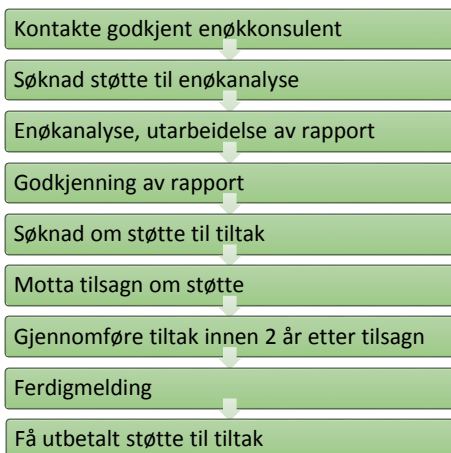 Kontakte godkjent enøkkonsulent
Søknad støtte til enøkanalyse
Enøkanalyse, utarbeidelse av rapport
Godkjenning av rapport
Søknad om støtte til tiltak
Motta tilsagn om støtte
Gjennomføre tiltak innen 2 år etter tilsagn
Ferdigmelding
Få utbetalt støtte til tiltak